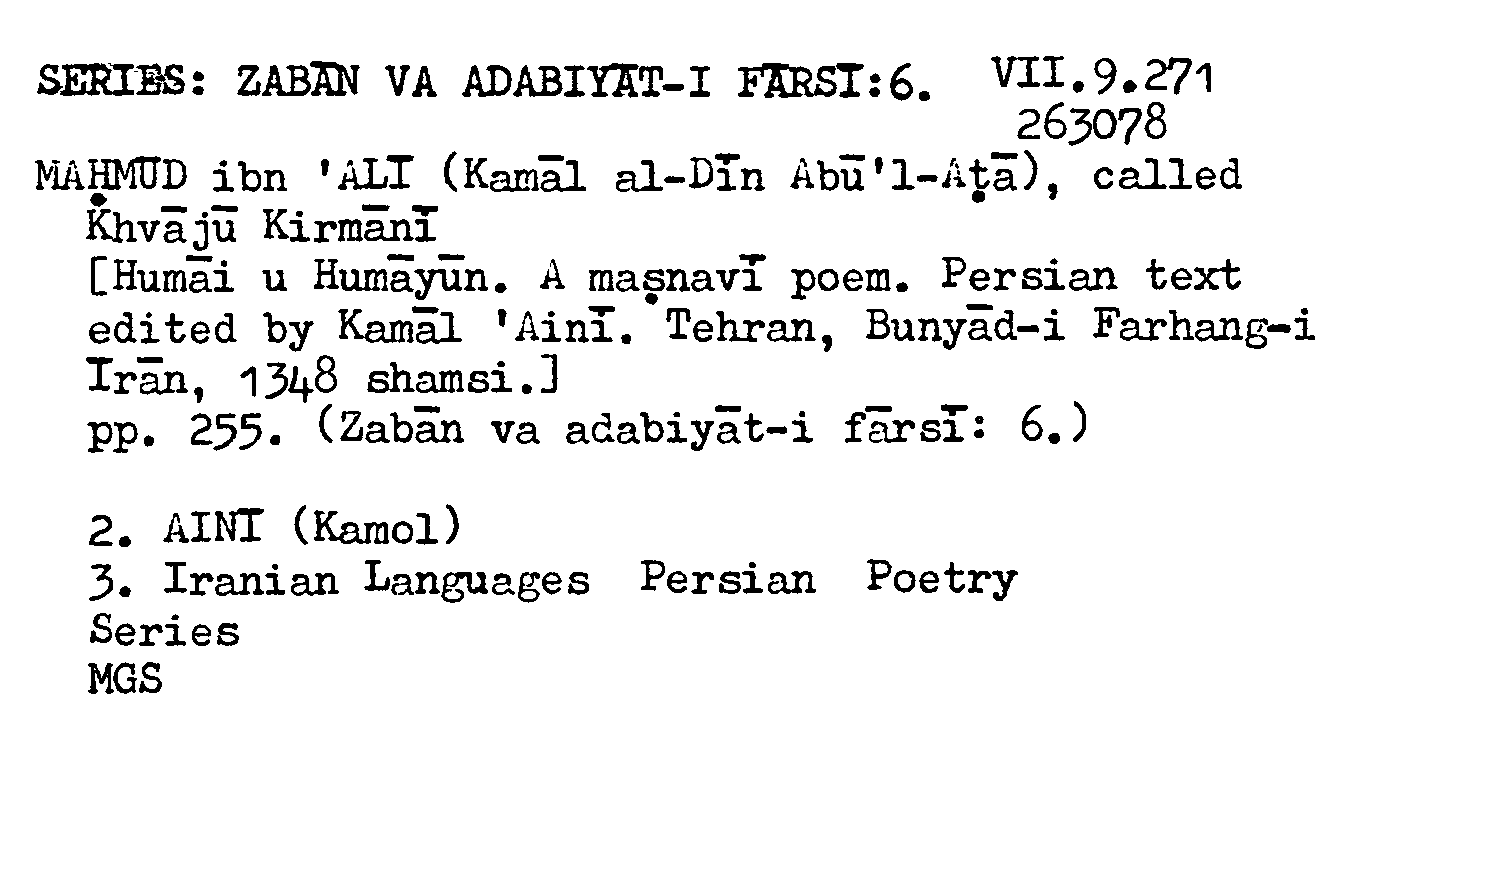 SERIES: ZABĀN VA ADABIYĀT-I FĀRSĪ:6. VII.9.271
263078
MAḤMŪD ibn 'ALĪ (Kamāl al-Dīn Abū'l-Aṭā), called
Khvājū Kirmānī
[Humāi u Humāyūn. A maṣnavī poem. Persian text
edited by Kamāl 'Ainī. Tehran, Bunyād-i Farhang-i
Irān, 1348 shamsi.]
pp. 255. (Zabān va adabiyāt-i fārsī: 6.)
2. AINĪ (Kamol)
3. Iranian Languages Persian Poetry
Series
MGS